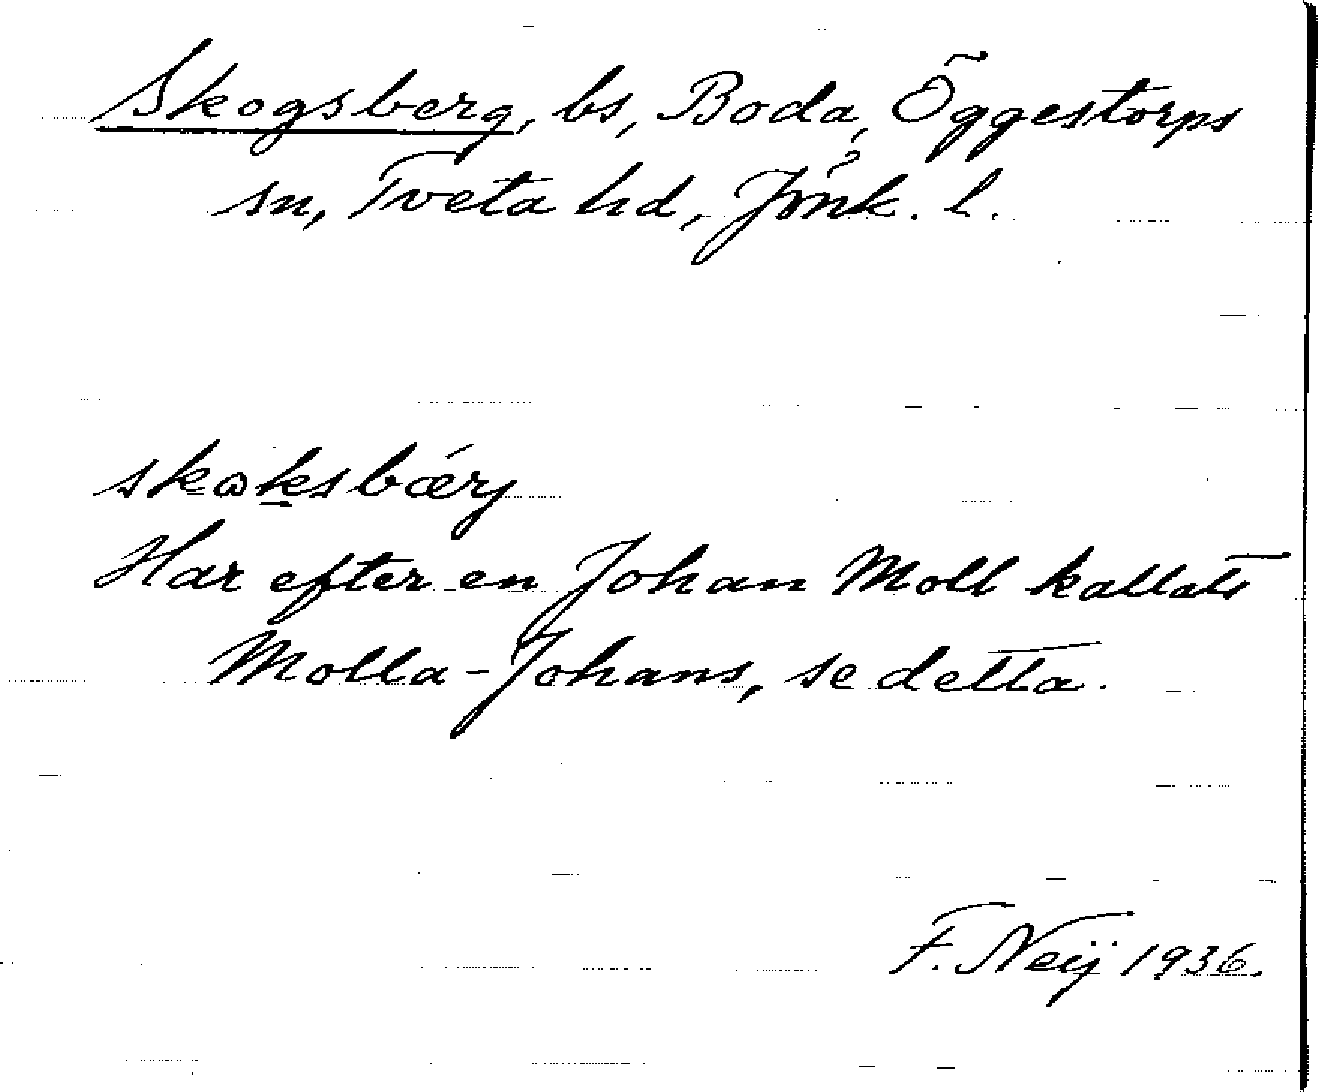 Skogsberg, bs, Boda, Öggestorps
sn, Tveta hd, Jönk. l.
skɷksbǽrj
Har efter en Johan Moll kallats
Molla-Johans, se detta.
F. Neij 1936.